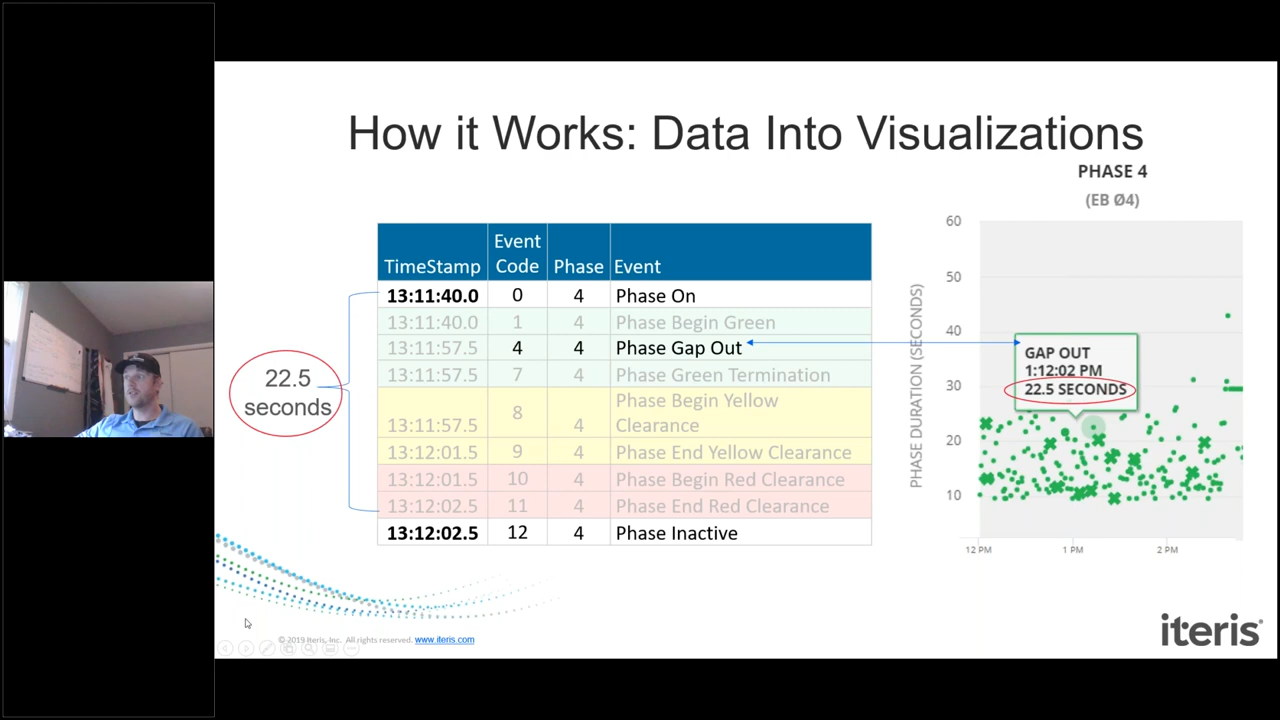 How it Works: Data Into Visualizations
PHASE 4
(EB Ø4)
TimeStamp Event Code Phase Event
13:11:40.0 0 4 Phase On
13:11:40.0 1 4 Phase Begin Green
13:11:57.5 4 4 Phase Gap Out
13:11:57.5 7 4 Phase Green Termination
13:11:57.5 8 4 Phase Begin Yellow Clearance
13:12:01.5 9 4 Phase End Yellow Clearance
13:12:01.5 10 4 Phase Begin Red Clearance
13:12:02.5 11 4 Phase End Red Clearance
13:12:02.5 12 4 Phase Inactive
22.5
seconds
PHASE DURATION (SECONDS)
60
50
40
30
20
10
GAP OUT
1:12:02 PM
22.5 SECONDS
12 PM 1 PM 2 PM
© 2019 Iteris, Inc. All rights reserved. www.iteris.com
iteris®